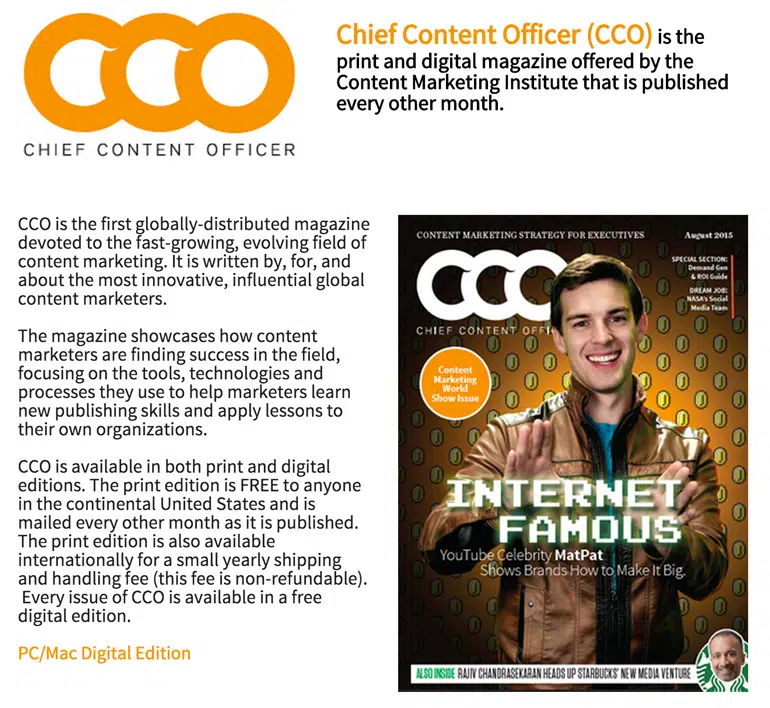 CCO
CHIEF CONTENT OFFICER
Chief Content Officer (CCO) is the
print and digital magazine offered by the
Content Marketing Institute that is published
every other month.
CCO is the first globally-distributed magazine
devoted to the fast-growing, evolving field of
content marketing. It is written by, for, and
about the most innovative, influential global
content marketers.
The magazine showcases how content
marketers are finding success in the field,
focusing on the tools, technologies and
processes they use to help marketers learn
new publishing skills and apply lessons to
their own organizations.
CCO is available in both print and digital
editions. The print edition is FREE to anyone
in the continental United States and is
mailed every other month as it is published.
The print edition is also available
internationally for a small yearly shipping
and handling fee (this fee is non-refundable).
Every issue of CCO is available in a free
digital edition.
PC/Mac Digital Edition
CONTENT MARKETING STRATEGY FOR EXECUTIVES
August 2015
CCO
CHIEF CONTENT OFFI
SPECIAL SECTION:
Demand Gen
& ROI Guide
DREAM JOB:
NASA's Social
Media Team
Content
Marketing
World
Show Issue
INTERNET
FAMOUS
YouTube Celebrity MatPat
Shows Brands How to Make It Big.
ALSO INSIDE RAJIV CHANDRASEKARAN HEADS UP STARBUCKS' NEW MEDIA VENTURE